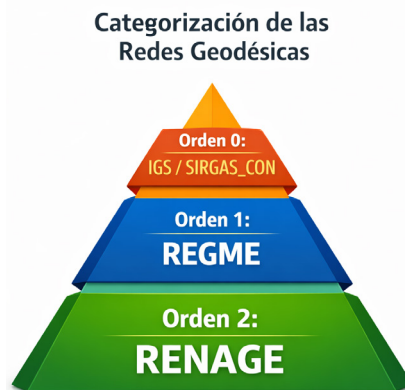 Categorización de las
Redes Geodésicas
Orden 0:
IGS / SIRGAS_CON
Orden 1:
REGME
Orden 2:
RENAGE